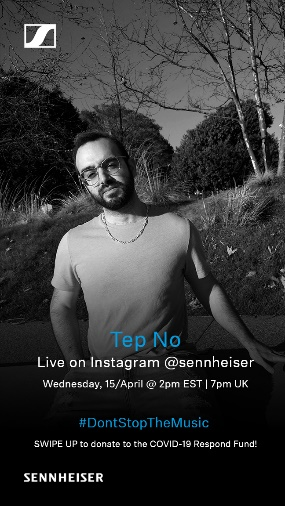 Tep Nø
Live on Instagram @sennheiser
Wednesday, 15/April @ 2pm EST | 7pm UK
#DontStopTheMusic
SWIPE UP to donate to the COVID-19 Respond Fund!
SENNHEISER